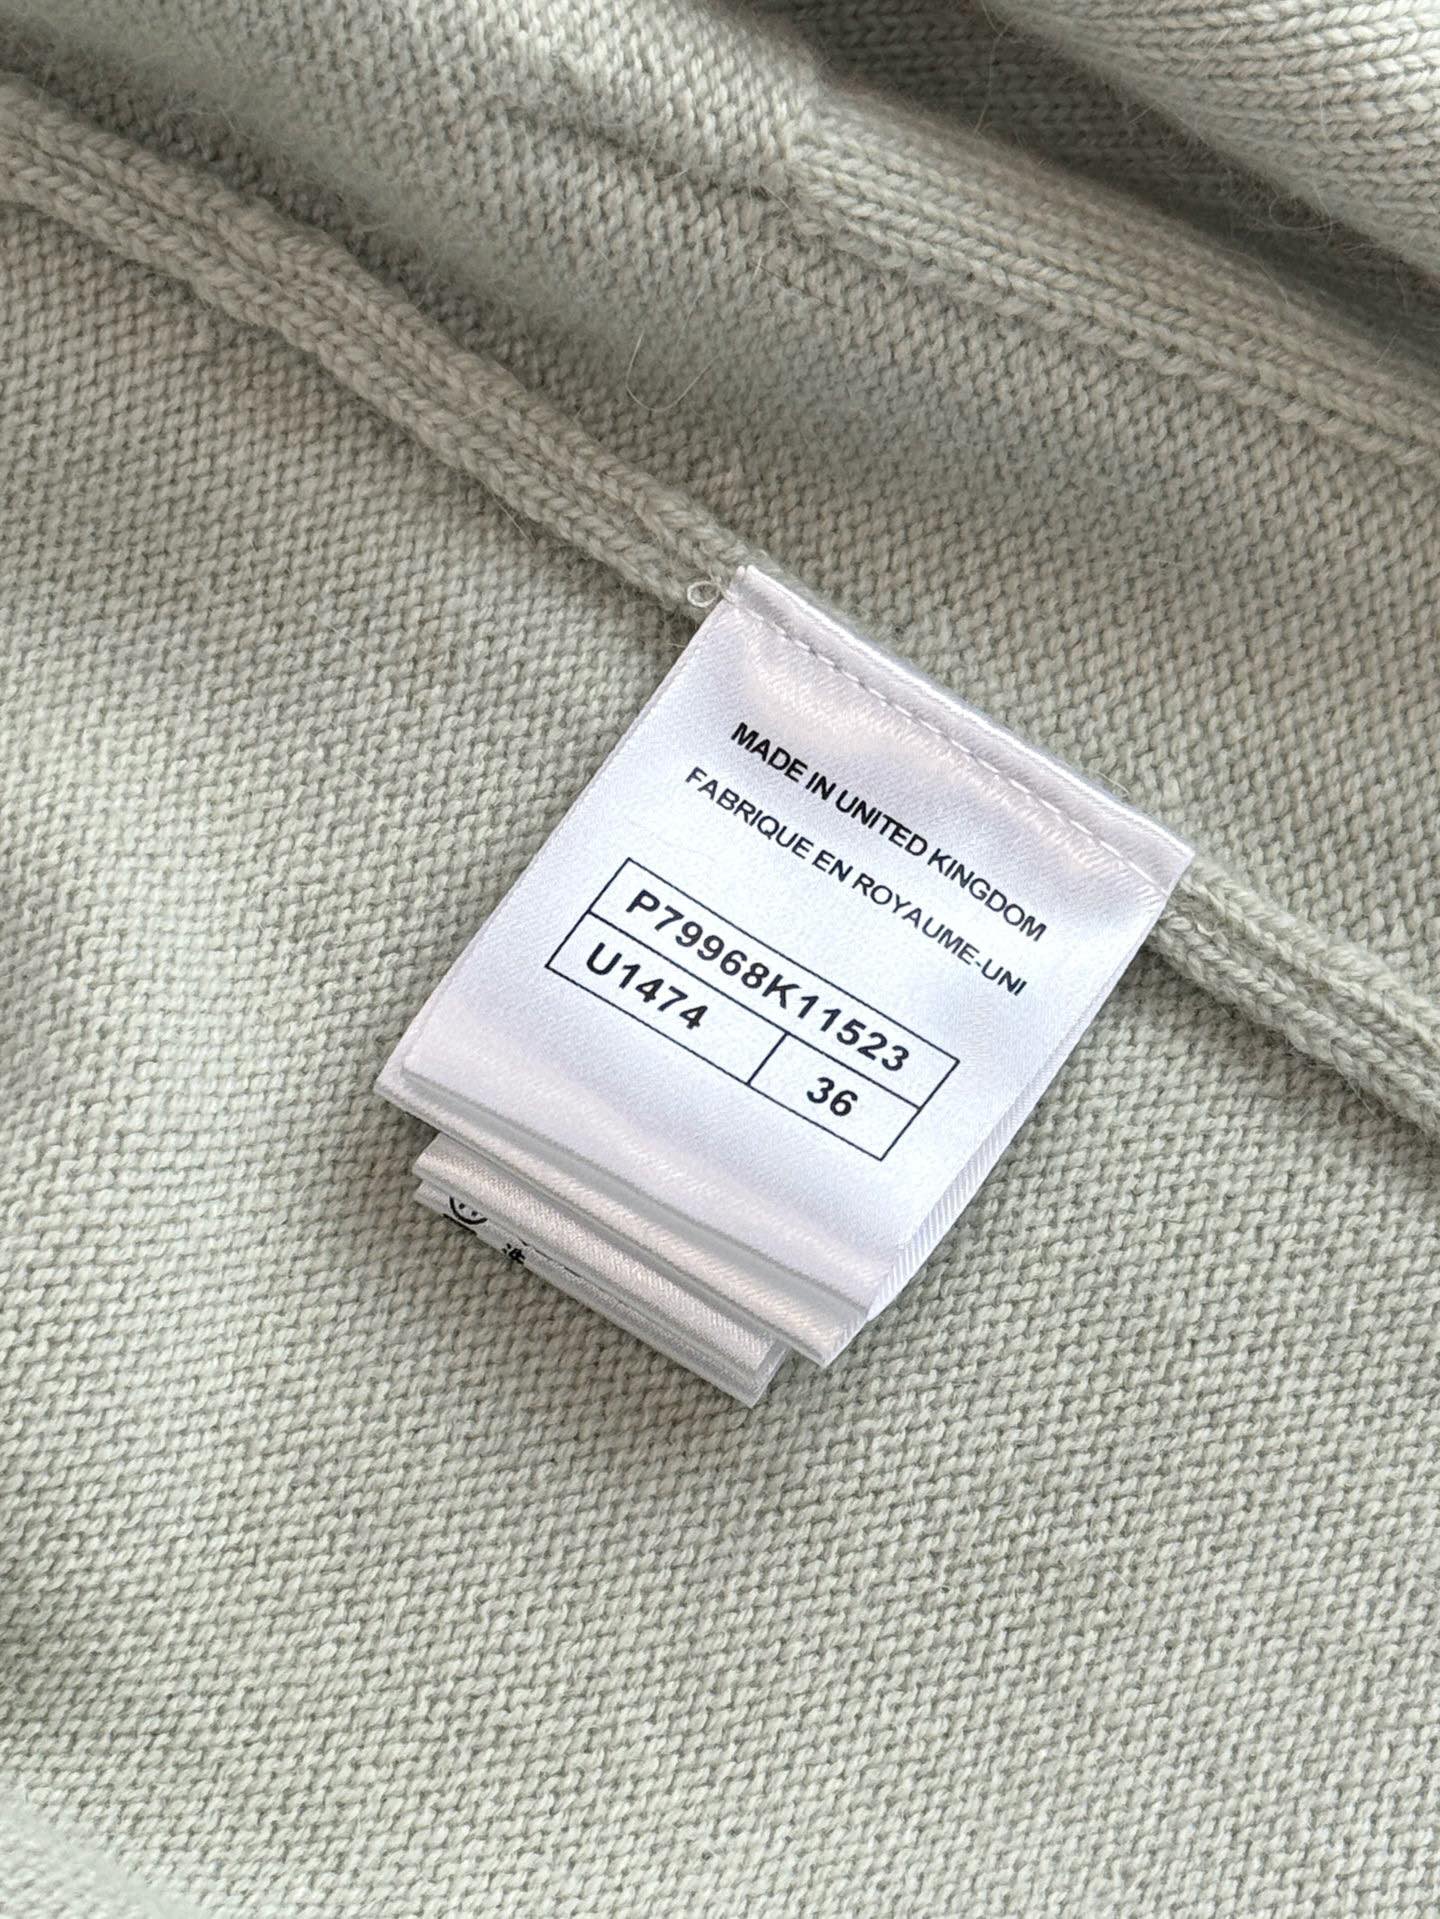 MADE IN UNITED KINGDOM
FABRIQUE EN ROYAUME-UNI
P79968K11523
U1474 36